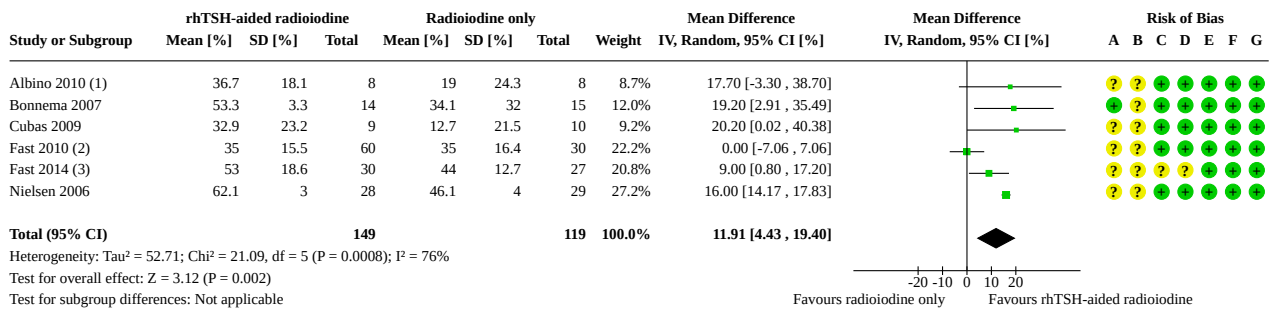 rhTSH-aided radioiodine Radioiodine only Mean Difference Mean Difference Risk of Bias
Study or Subgroup Mean [%] SD [%] Total Mean [%] SD [%] Total Weight IV, Random, 95% CI [%] IV, Random, 95% CI [%] A B C D E F G
Albino 2010 (1) 36.7 18.1 8 19 24.3 8 8.7% 17.70 [-3.30 , 38.70] ? ? + + + + +
Bonnema 2007 53.3 3.3 14 34.1 32 15 12.0% 19.20 [2.91 , 35.49] + ? + + + + +
Cubas 2009 32.9 23.2 9 12.7 21.5 10 9.2% 20.20 [0.02 , 40.38] ? ? + + + + +
Fast 2010 (2) 35 15.5 60 35 16.4 30 22.2% 0.00 [-7.06 , 7.06] ? ? + + + + +
Fast 2014 (3) 53 18.6 30 44 12.7 27 20.8% 9.00 [0.80 , 17.20] ? ? ? ? + + +
Nielsen 2006 62.1 3 28 46.1 4 29 27.2% 16.00 [14.17 , 17.83] ? ? + + + + +
Total (95% CI) 149 119 100.0% 11.91 [4.43 , 19.40]
Heterogeneity: Tau² = 52.71; Chi² = 21.09, df = 5 (P = 0.0008); I² = 76%
Test for overall effect: Z = 3.12 (P = 0.002) -20 -10 0 10 20
Test for subgroup differences: Not applicable Favours radioiodine only Favours rhTSH-aided radioiodine